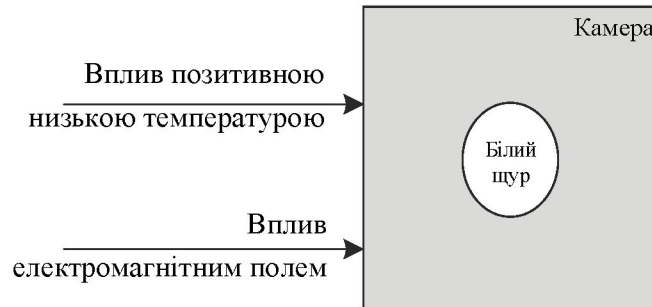 Камера
Вплив позитивною
низькою температурою
Білий
щур
Вплив
електромагнітним полем